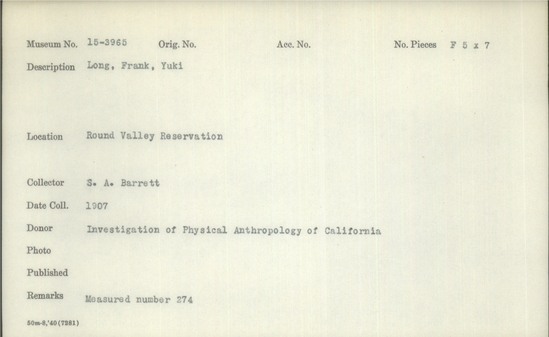 Museum No. 15-3965 Orig. No. Acc. No. No. Pieces F 5 x 7
Description Long, Frank, Yuki
Location Round Valley Reservation
Collector S. A. Barrett
Date Coll. 1907
Donor Investigation of Physical Anthropology of California
Photo
Published
Remarks Measured number 274
50m-8,'40(7281)